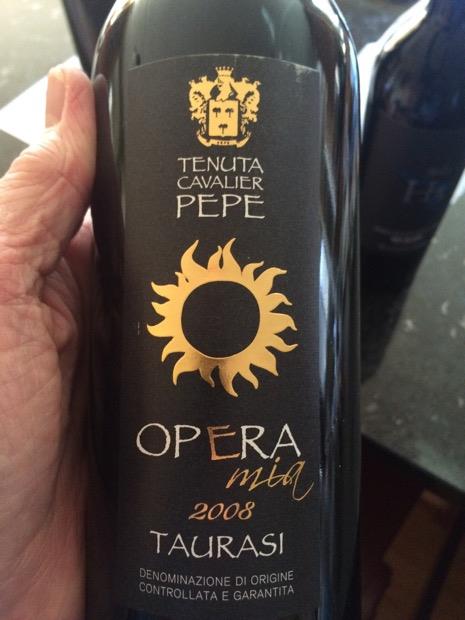 TENUTA
CAVALIER
PEPE
OPERA
mia
2008
TAURASI
DENOMINAZIONE DI ORIGINE
CONTROLLATA E GARANTITA